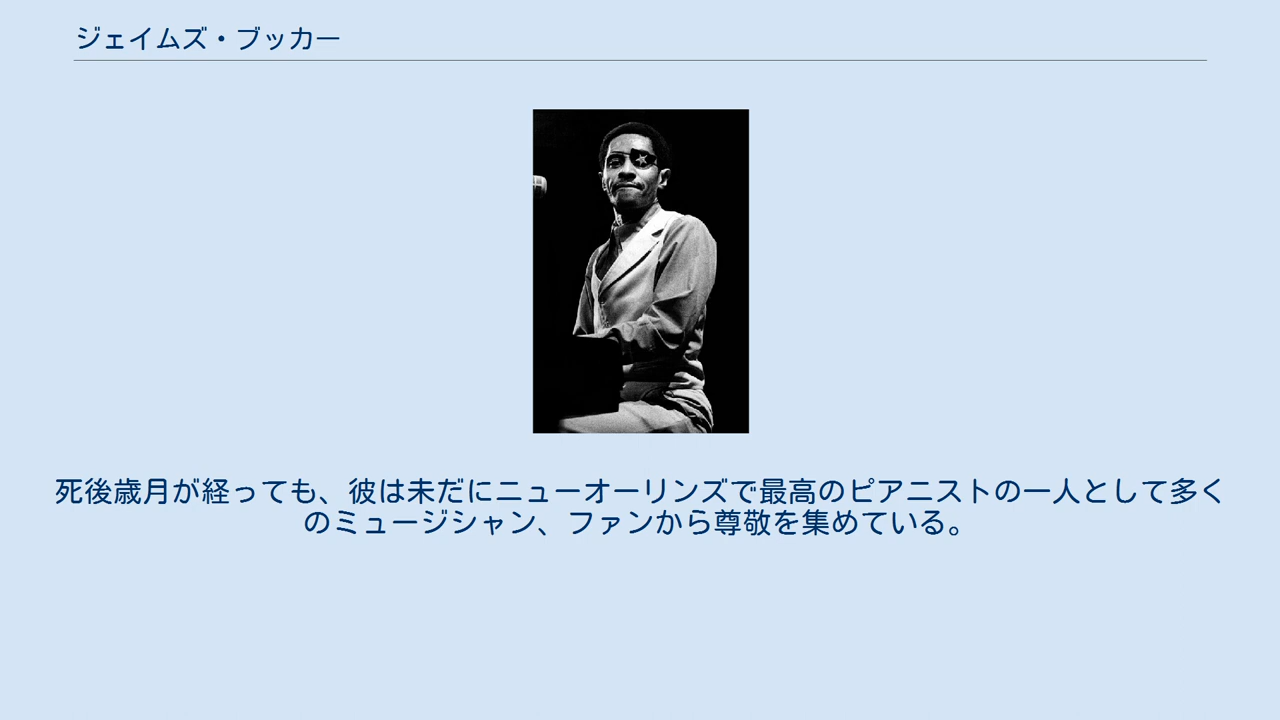 ジェイムズ・ブッカー
死後歳月が経っても、彼は未だにニューオーリンズで最高のピアニストの一人として多く
のミュージシャン、ファンから尊敬を集めている。